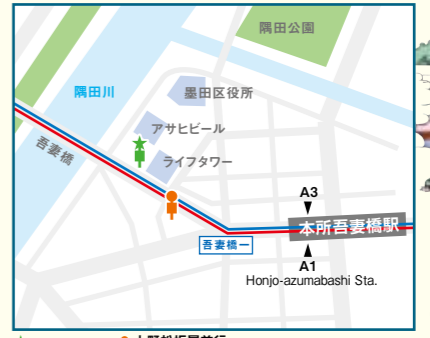 隅田公園
隅田川
墨田区役所
アサヒビール
吾妻橋
ライフタワー
A3
吾妻橋一
本所吾妻橋駅
A1
Honjo-azumabashi Sta.